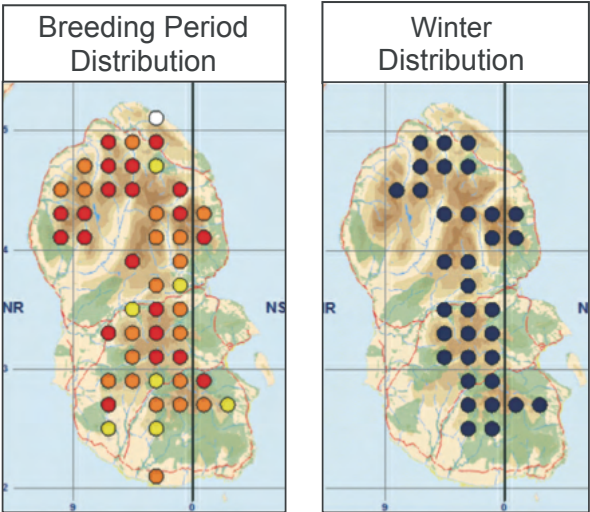 Breeding Period
Distribution
Winter
Distribution
5
4
NR
NS
3
2
9
0
R
N
9
0